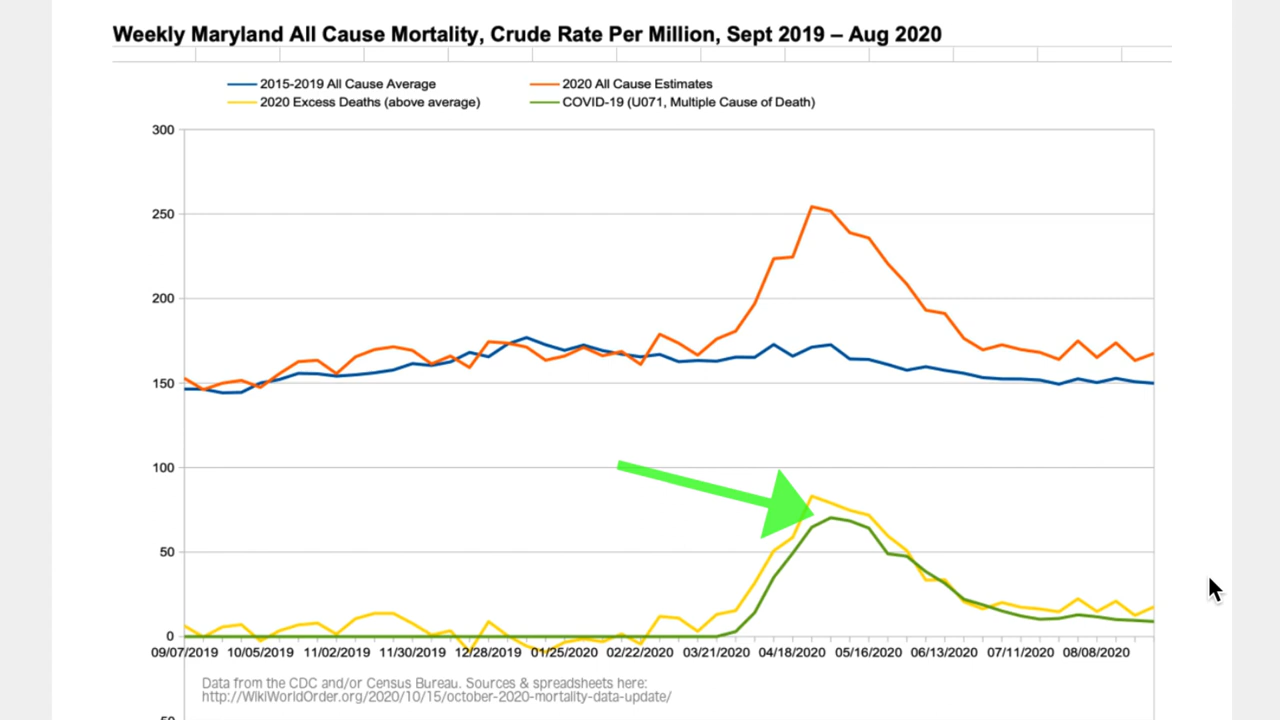 Weekly Maryland All Cause Mortality, Crude Rate Per Million, Sept 2019 – Aug 2020
2015-2019 All Cause Average 2020 All Cause Estimates
2020 Excess Deaths (above average) COVID-19 (U071, Multiple Cause of Death)
300
250
200
150
100
50
0
09/07/2019 10/05/2019 11/02/2019 11/30/2019 12/28/2019 01/25/2020 02/22/2020 03/21/2020 04/18/2020 05/16/2020 06/13/2020 07/11/2020 08/08/2020
Data from the CDC and/or Census Bureau. Sources & spreadsheets here:
http://WikiWorldOrder.org/2020/10/15/october-2020-mortality-data-update/